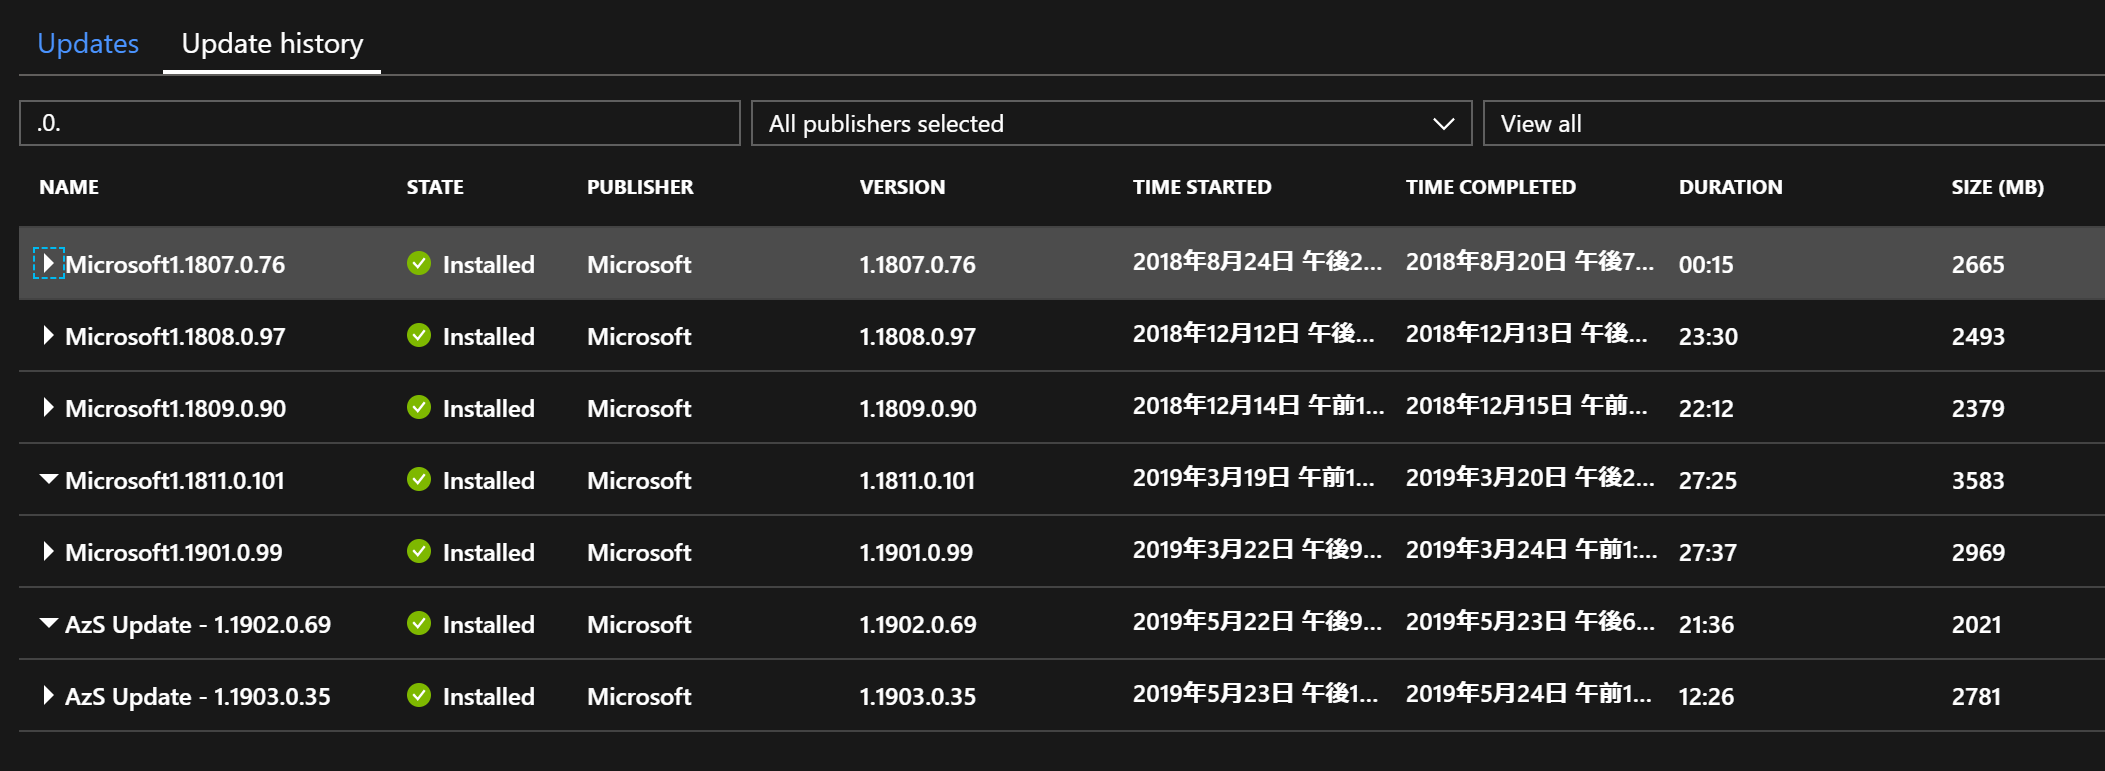 Updates Update history
.0. All publishers selected View all
NAME STATE PUBLISHER VERSION TIME STARTED TIME COMPLETED DURATION SIZE (MB)
Microsoft1.1807.0.76 Installed Microsoft 1.1807.0.76 2018年8月24日 午後2... 2018年8月20日 午後7... 00:15 2665
Microsoft1.1808.0.97 Installed Microsoft 1.1808.0.97 2018年12月12日 午後... 2018年12月13日 午後... 23:30 2493
Microsoft1.1809.0.90 Installed Microsoft 1.1809.0.90 2018年12月14日 午前1... 2018年12月15日 午前... 22:12 2379
Microsoft1.1811.0.101 Installed Microsoft 1.1811.0.101 2019年3月19日 午前1... 2019年3月20日 午後2... 27:25 3583
Microsoft1.1901.0.99 Installed Microsoft 1.1901.0.99 2019年3月22日 午後9... 2019年3月24日 午前1:... 27:37 2969
AzS Update - 1.1902.0.69 Installed Microsoft 1.1902.0.69 2019年5月22日 午後9... 2019年5月23日 午後6... 21:36 2021
AzS Update - 1.1903.0.35 Installed Microsoft 1.1903.0.35 2019年5月23日 午後1... 2019年5月24日 午前1... 12:26 2781